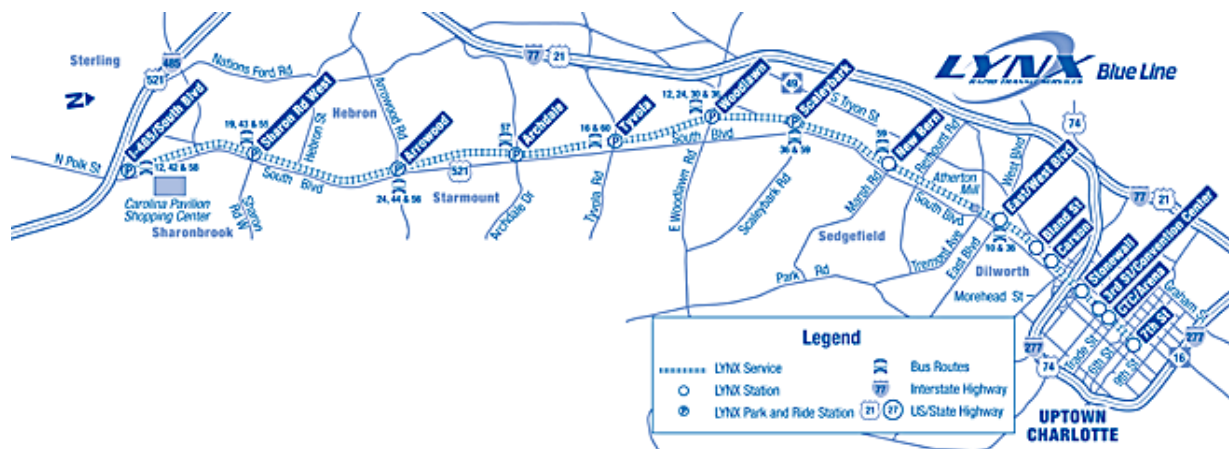 LYNX
RAPID TRANSIT SERVICES
Blue Line
Sterling
485
521
Nations Ford Rd
N
N Polk St
I-485/South Blvd
12, 42 & 58
Carolina Pavilion
Shopping Center
Sharonbrook
19, 43 & 55
Sharon Rd West
South Blvd
Sharon
Rd W
Hebron St
Hebron
Arrowood Rd
Arrowood
24, 44 & 56
521
Starmount
57
Archdale
Archdale Dr
16 & 60
Tyvola
Tyvola Rd
77
21
12, 24, 30 & 36
Woodlawn
South Blvd
E Woodlawn Rd
49
Scaleybark
36 & 59
Scaleybark Rd
S Tryon St
59
New Bern
Marsh Rd
Sedgefield
Park Rd
Remount Rd
Atherton
Mill
South Blvd
Tremont Ave
East Blvd
West Blvd
East/West Blvd
10 & 36
Dilworth
Morehead St
Bland St
Carson
Stonewall
3rd St/Convention Center
CTC/Arena
7th St
74
77
21
Graham St
Trade St
6th St
9th St
277
74
277
16
UPTOWN
CHARLOTTE
Legend
LYNX Service
LYNX Station
LYNX Park and Ride Station
Bus Routes
77 Interstate Highway
21 27 US/State Highway